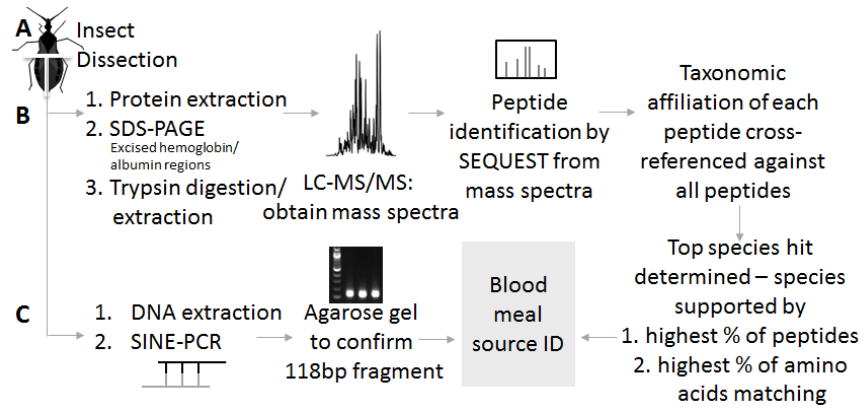 A
Insect
Dissection
B
1. Protein extraction
2. SDS-PAGE
Excised hemoglobin/
albumin regions
3. Trypsin digestion/
extraction
LC-MS/MS:
obtain mass spectra
Peptide
identification by
SEQUEST from
mass spectra
Taxonomic
affiliation of each
peptide cross-
referenced against
all peptides
Top species hit
determined – species
supported by
1. highest % of peptides
2. highest % of amino
acids matching
C
1. DNA extraction
2. SINE-PCR
Agarose gel
to confirm
118bp fragment
Blood
meal
source ID